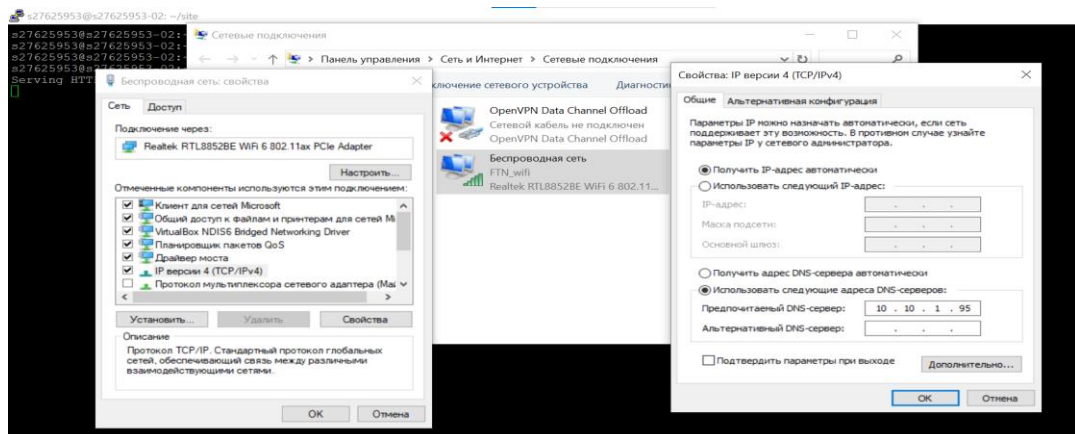 s27625953@s27625953-02: ~/site
s27625953@s27625953-02:~
s27625953@s27625953-02:~
s27625953@s27625953-02:~
s27625953@s27625953-02:
Serving HTT
Сетевые подключения
Панель управления > Сеть и Интернет > Сетевые подключения
ключение сетевого устройства Диагности
OpenVPN Data Channel Offload
Сетевой кабель не подключен
OpenVPN Data Channel Offload
Беспроводная сеть
FTN_wifi
Realtek RTL8852BE WiFi 6 802.11...
Беспроводная сеть: свойства
Сеть Доступ
Подключение через:
Realtek RTL8852BE WiFi 6 802.11ax PCIe Adapter
Настроить...
Отмеченные компоненты используются этим подключением:
Клиент для сетей Microsoft
Общий доступ к файлам и принтерам для сетей Mi
VirtualBox NDIS6 Bridged Networking Driver
Планировщик пакетов QoS
Драйвер моста
IP версии 4 (TCP/IPv4)
Протокол мультиплексора сетевого адаптера (Mai
Установить... Удалить Свойства
Описание
Протокол TCP/IP. Стандартный протокол глобальных
сетей, обеспечивающий связь между различными
взаимодействующими сетями.
OK Отмена
Свойства: IP версии 4 (TCP/IPv4)
Общие Альтернативная конфигурация
Параметры IP можно назначать автоматически, если сеть
поддерживает эту возможность. В противном случае узнайте
параметры IP у сетевого администратора.
Получить IP-адрес автоматически
Использовать следующий IP-адрес:
IP-адрес:
Маска подсети:
Основной шлюз:
Получить адрес DNS-сервера автоматически
Использовать следующие адреса DNS-серверов:
Предпочитаемый DNS-сервер: 10 . 10 . 1 . 95
Альтернативный DNS-сервер:
Подтвердить параметры при выходе
Дополнительно...
OK Отмена